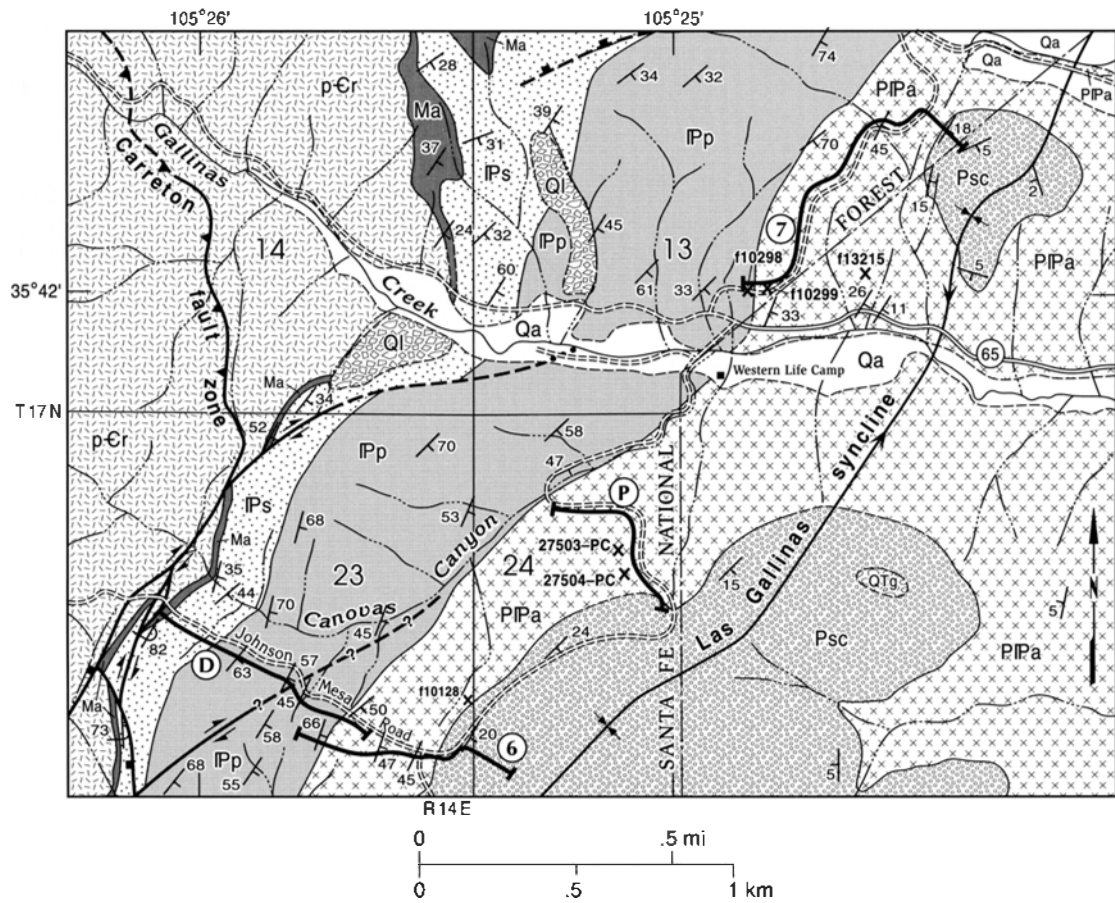 105°26'
105°25'
Ma
Qa
Qa
28
34
32
74
p-Cr
PIPa
PIPa
Ma
IPp
18
5
39
70
45
Gallinas
Carreton
37
31
Psc
IPs
Ql
2
15
FOREST
14
24
32
45
13
7
IPp
f10298
f13215
5
PIPa
60
61
33
f10299
26
11
35°42'
fault
Creek
33
Qa
65
Ql
zone
Western Life Camp
Qa
Ma
34
T 17 N
52
p-Cr
IPp
70
58
syncline
47
IPs
P
NATIONAL
53
68
Canyon
27503-PC
Ma
23
24
27504-PC
Gallinas
15
35
44
QTg
70
Canovas
45
PIPa
5
?
24
Psc
Las
PIPa
82
Johnson
D
63
57
?
Mesa
f10128
Ma
45
50
Road
SANTA FE
73
?
66
20
6
58
47
45
IPp
68
55
5
N
R 14 E
0
.5 mi
0
.5
1 km